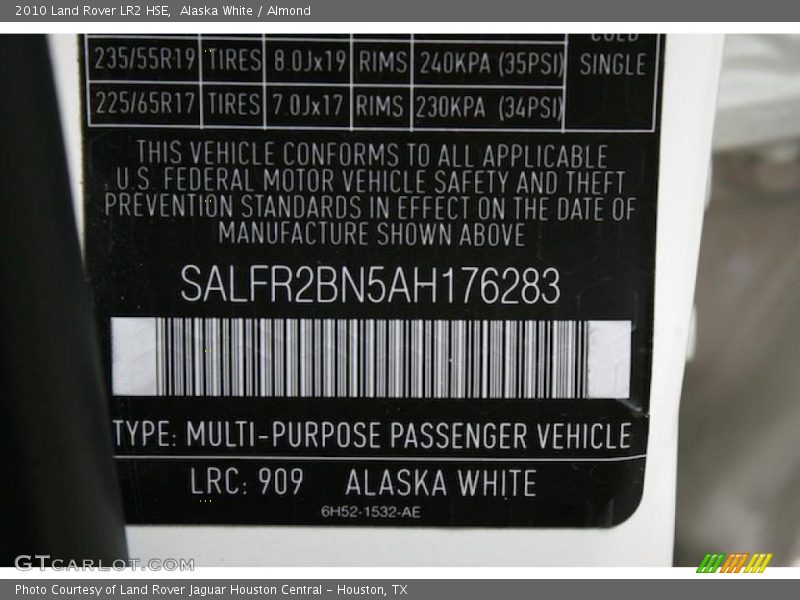 2010 Land Rover LR2 HSE,  Alaska White / Almond
SINGLE
235/55R19 TIRES 8.0Jx19 RIMS 240KPA (35PSI)
225/65R17 TIRES 7.0Jx17 RIMS 230KPA (34PSI)
THIS VEHICLE CONFORMS TO ALL APPLICABLE
U.S. FEDERAL MOTOR VEHICLE SAFETY AND THEFT
PREVENTION STANDARDS IN EFFECT ON THE DATE OF
MANUFACTURE SHOWN ABOVE
SALFR2BN5AH176283
TYPE: MULTI-PURPOSE PASSENGER VEHICLE
LRC: 909 ALASKA WHITE
6H52-1532-AE
GTCARLOT.COM
Photo Courtesy of Land Rover Jaguar Houston Central - Houston, TX